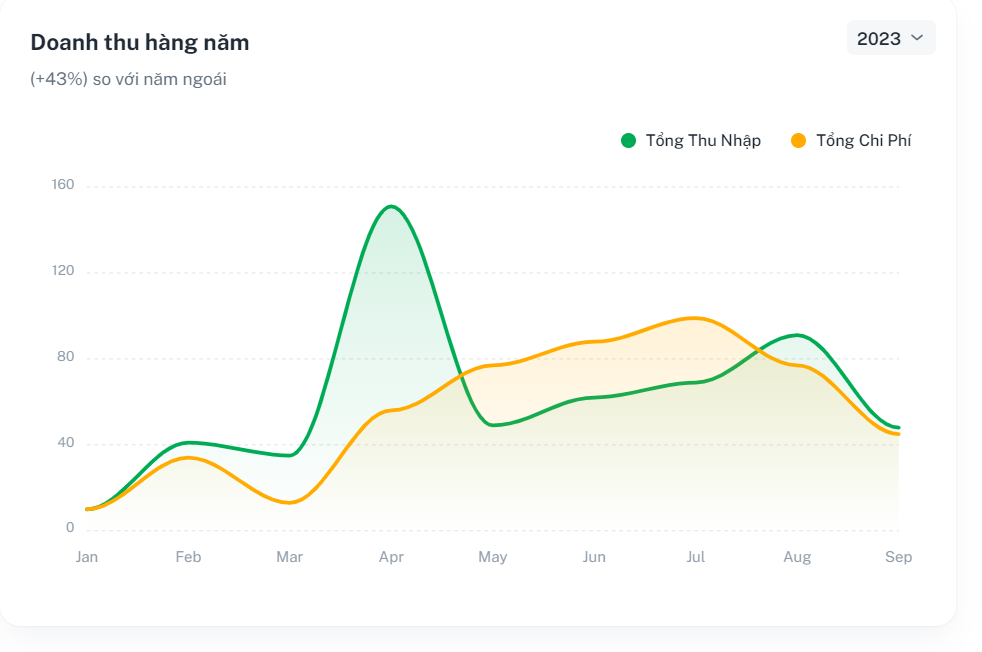 Doanh thu hàng năm
2023
(+43%) so với năm ngoái
Tổng Thu Nhập
Tổng Chi Phí
160
120
80
40
0
Jan Feb Mar Apr May Jun Jul Aug Sep